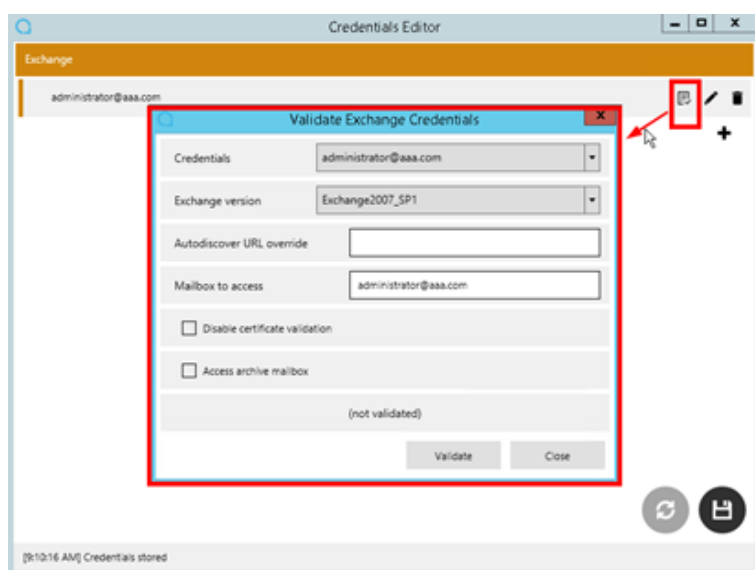 Credentials Editor
Exchange
administrator@aaa.com
Validate Exchange Credentials
Credentials administrator@aaa.com
Exchange version Exchange2007_SP1
Autodiscover URL override
Mailbox to access administrator@aaa.com
Disable certificate validation
Access archive mailbox
(not validated)
Validate Close
[9:10:16 AM] Credentials stored